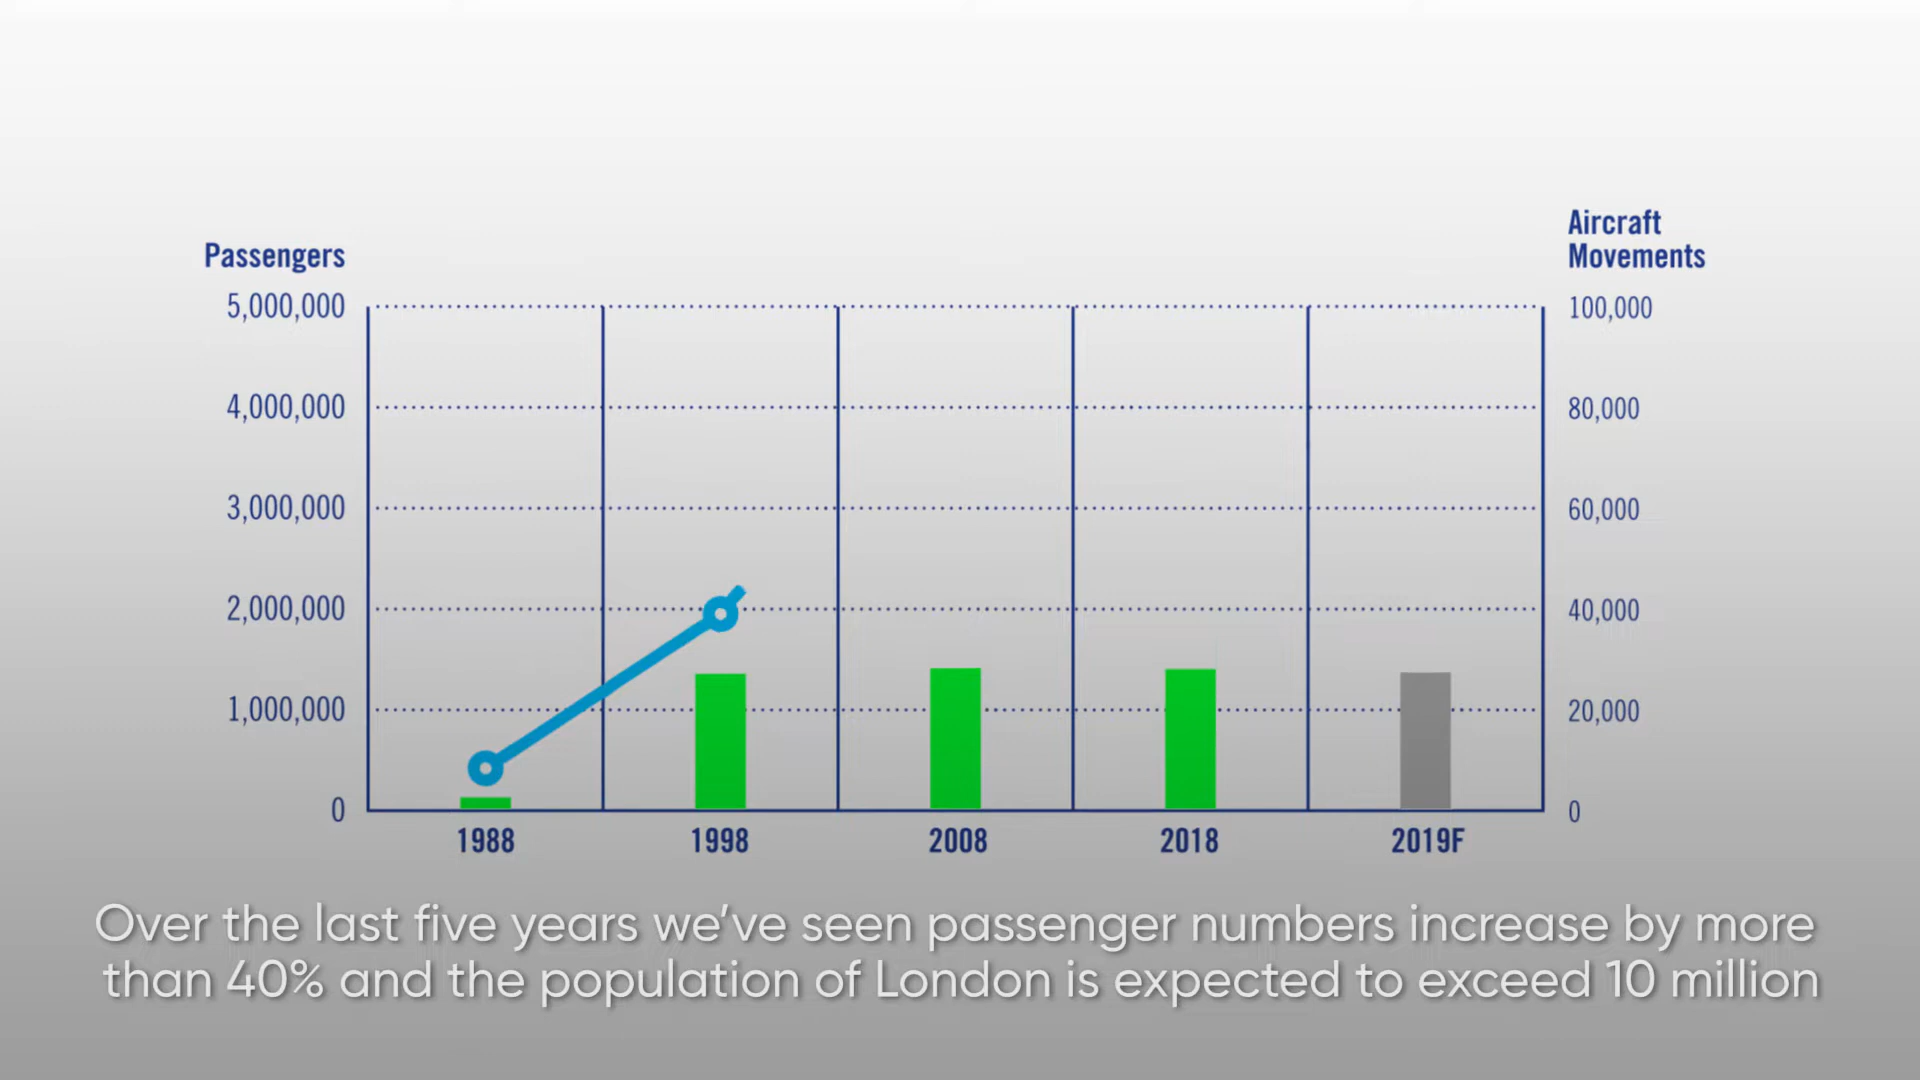 Aircraft
Passengers Movements
5,000,000 100,000
4,000,000 80,000
3,000,000 60,000
2,000,000 40,000
1,000,000 20,000
0 0
1988 1998 2008 2018 2019F
Over the last five years we’ve seen passenger numbers increase by more
than 40% and the population of London is expected to exceed 10 million